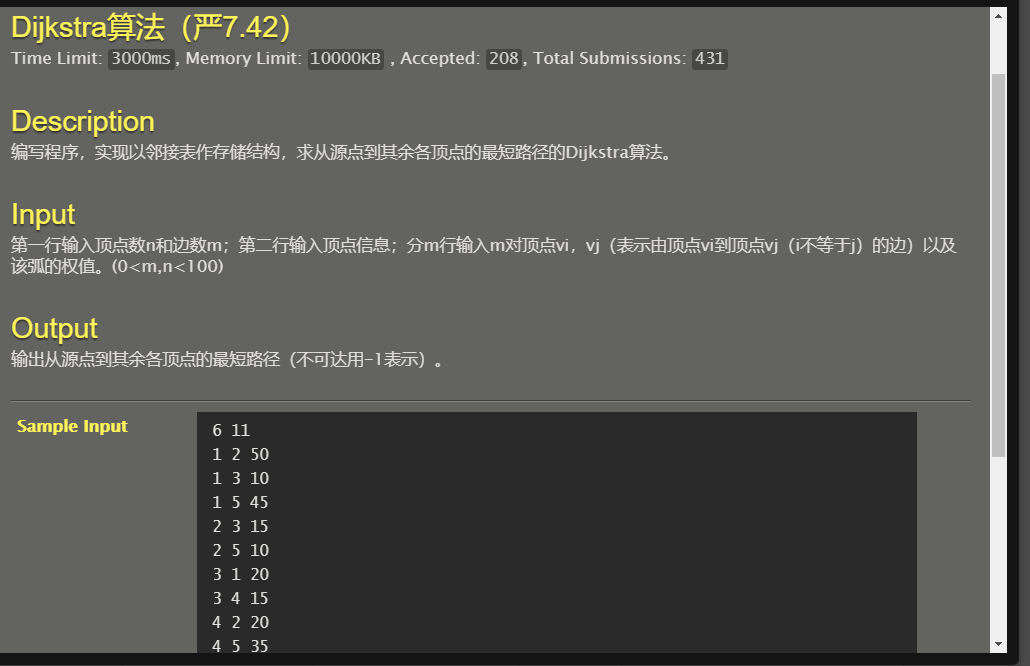 Dijkstra算法（严7.42）
Time Limit: 3000ms, Memory Limit: 10000KB , Accepted: 208, Total Submissions: 431
Description
编写程序，实现以邻接表作存储结构，求从源点到其余各顶点的最短路径的Dijkstra算法。
Input
第一行输入顶点数n和边数m；第二行输入顶点信息；分m行输入m对顶点vi，vj（表示由顶点vi到顶点vj（i不等于j）的边）以及
该弧的权值。(0<m,n<100)
Output
输出从源点到其余各顶点的最短路径（不可达用-1表示）。
Sample Input
6 11
1 2 50
1 3 10
1 5 45
2 3 15
2 5 10
3 1 20
3 4 15
4 2 20
4 5 35